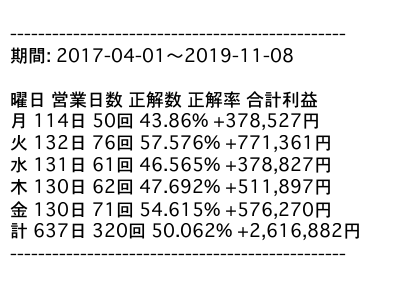 ------------------------------------------------
期間: 2017-04-01〜2019-11-08
曜日 営業日数 正解数 正解率 合計利益
月 114日 50回 43.86% +378,527円
火 132日 76回 57.576% +771,361円
水 131日 61回 46.565% +378,827円
木 130日 62回 47.692% +511,897円
金 130日 71回 54.615% +576,270円
計 637日 320回 50.062% +2,616,882円
------------------------------------------------